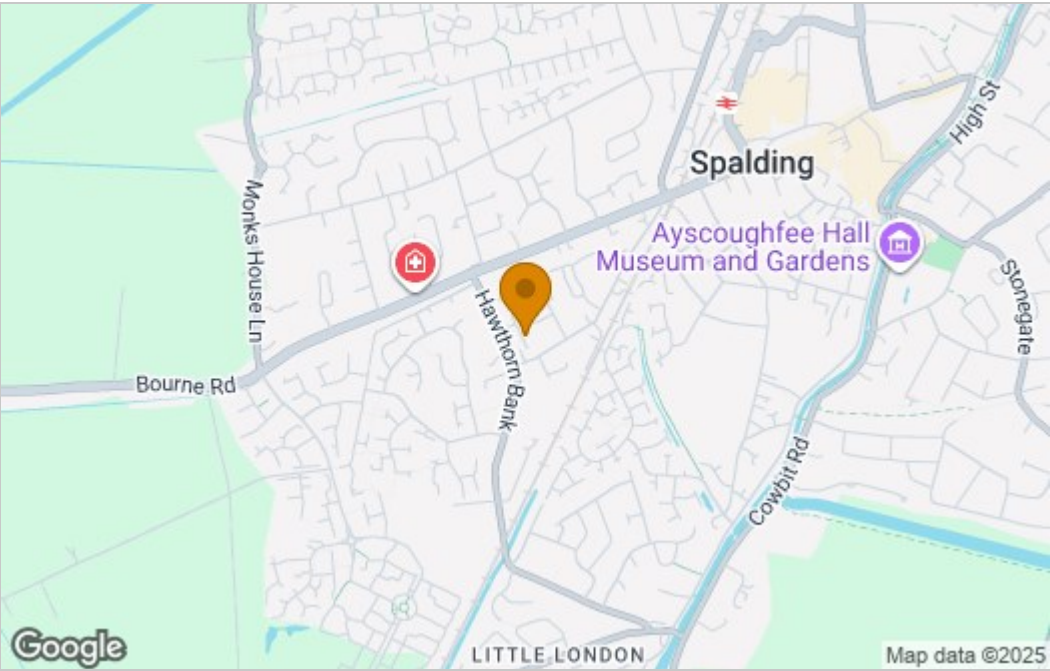 High St
Spalding
Monks House Ln
Ayscoughfee Hall
Museum and Gardens
Stonegate
Hawthorn Bank
Bourne Rd
Cowbit Rd
LITTLE LONDON
Google
Map data ©2025